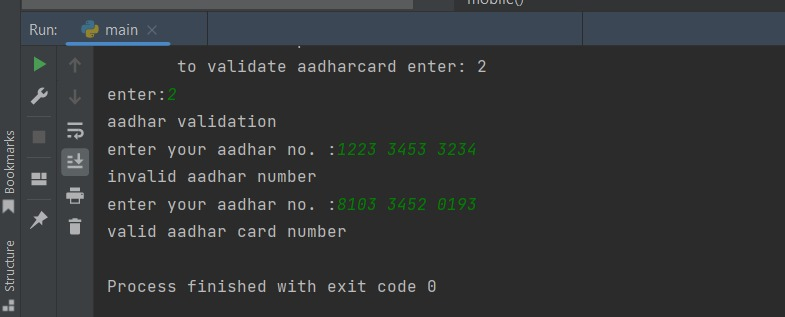 mobile()
Run:
main
to validate aadharcard enter: 2
enter:2
aadhar validation
enter your aadhar no. :1223 3453 3234
invalid aadhar number
enter your aadhar no. :8103 3452 0193
valid aadhar card number
Process finished with exit code 0
Bookmarks
Structure